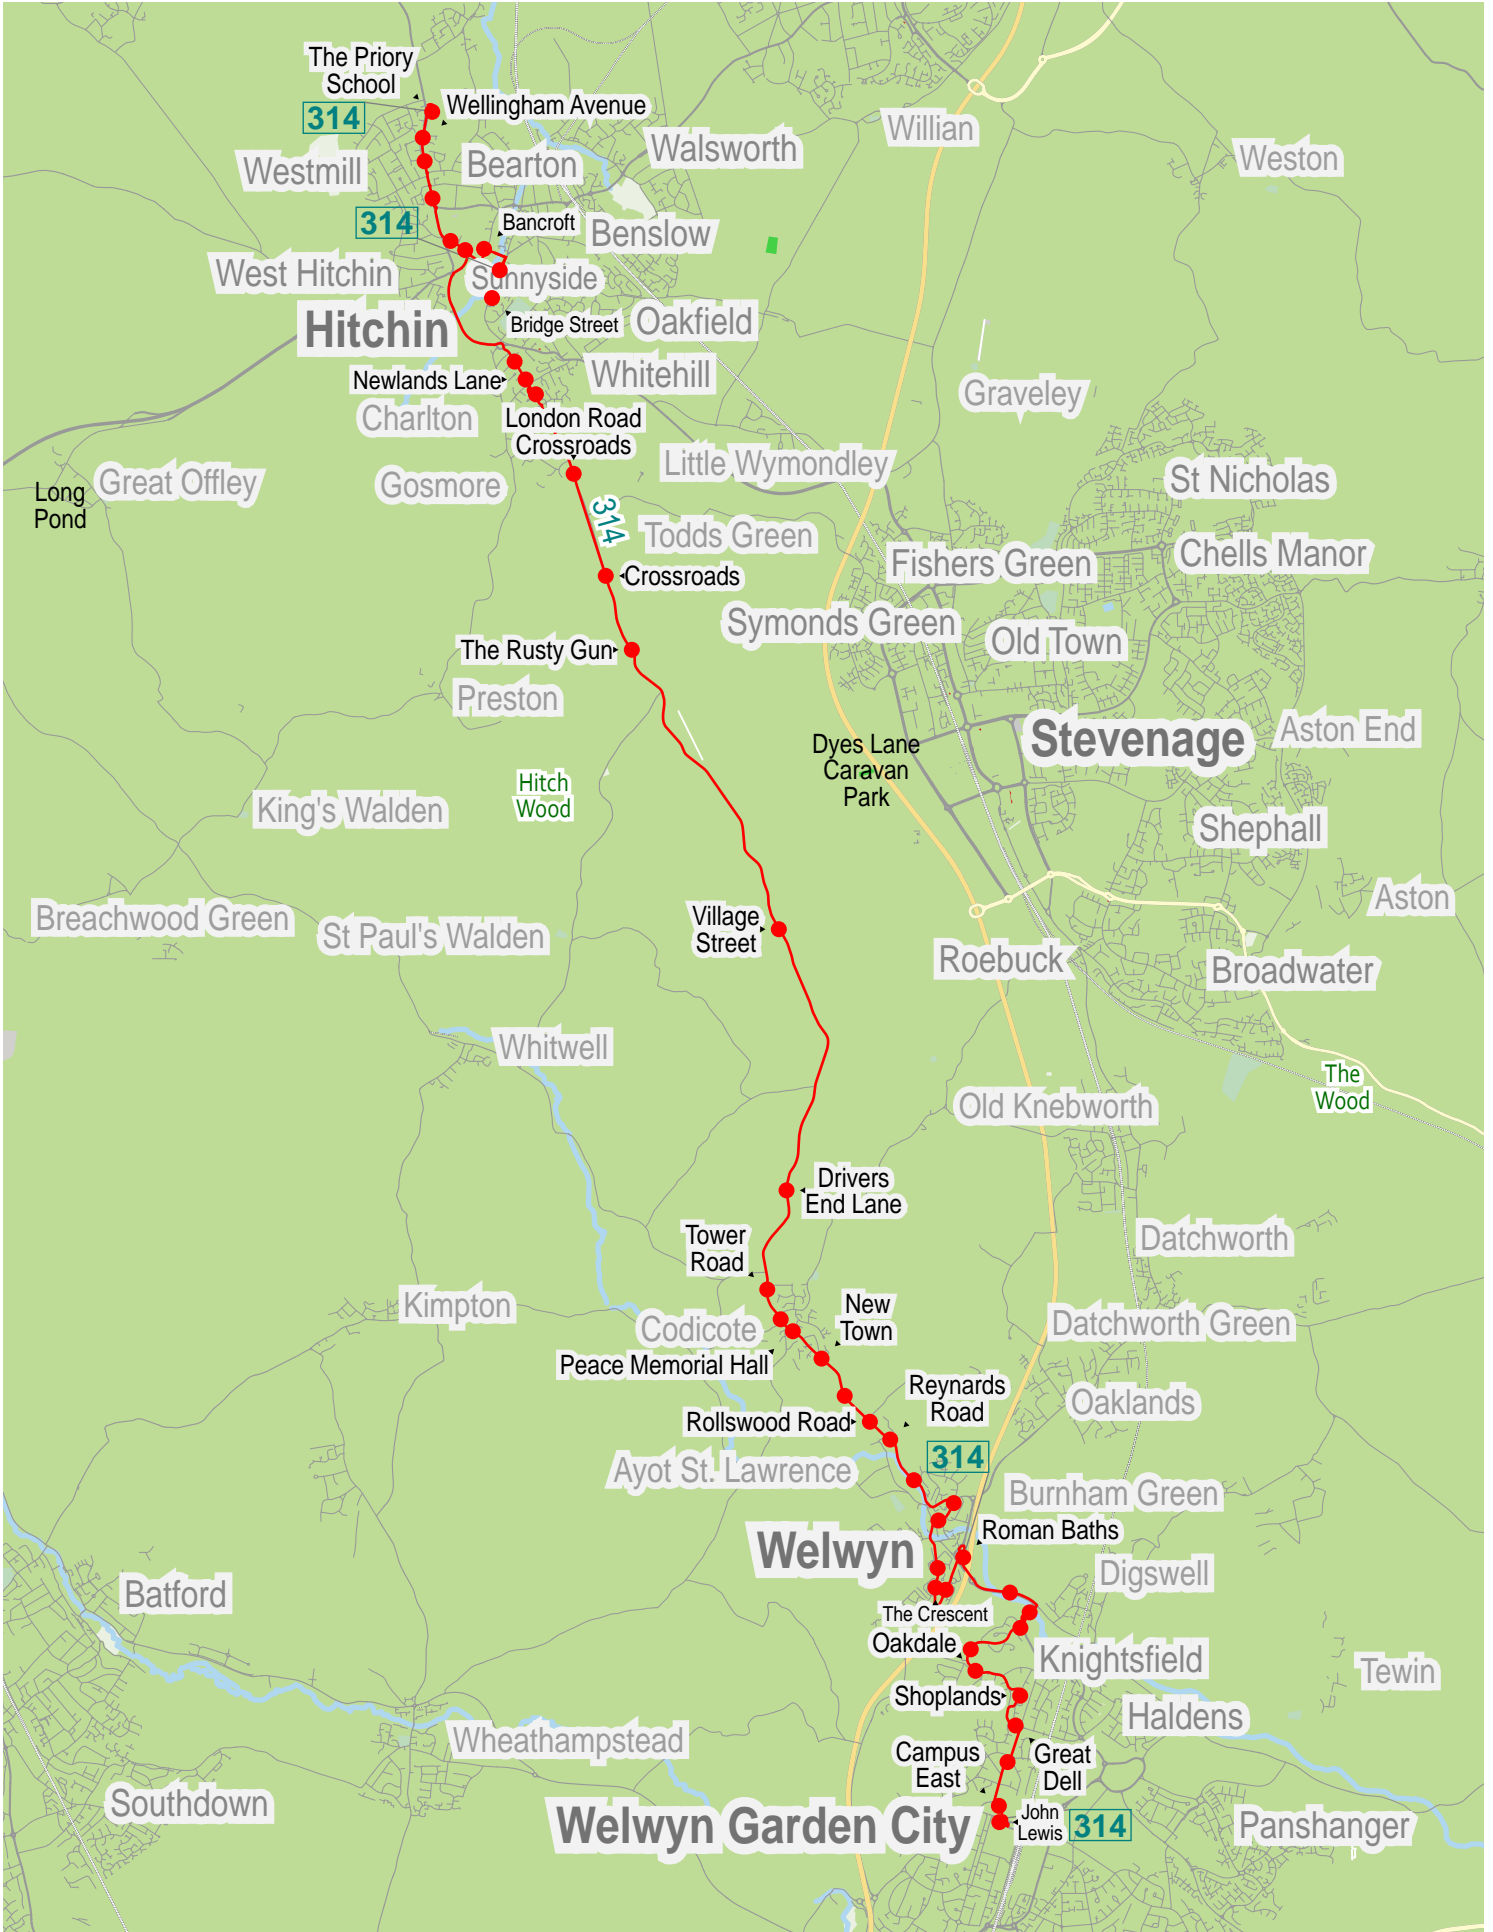 The Priory
School
314
Wellingham Avenue
Willian
Walsworth
Weston
Bearton
Westmill
314
Bancroft
Benslow
West Hitchin
Sunnyside
Hitchin
Bridge Street
Oakfield
Newlands Lane
Whitehill
Graveley
Charlton
London Road
Crossroads
Little Wymondley
Great Offley
Gosmore
St Nicholas
Long
Pond
314
Todds Green
Fishers Green
Chells Manor
Crossroads
Symonds Green
Old Town
The Rusty Gun
Preston
Stevenage
Aston End
Dyes Lane
Caravan
Park
Hitch
Wood
King's Walden
Shephall
Aston
Breachwood Green
St Paul's Walden
Village
Street
Roebuck
Broadwater
Whitwell
The
Wood
Old Knebworth
Drivers
End Lane
Tower
Road
Datchworth
Kimpton
Codicote
New
Town
Datchworth Green
Peace Memorial Hall
Reynards
Road
Oaklands
Rollswood Road
314
Ayot St. Lawrence
Burnham Green
Roman Baths
Welwyn
Digswell
Batford
The Crescent
Oakdale
Knightsfield
Tewin
Shoplands
Haldens
Wheathampstead
Campus
East
Great
Dell
Southdown
Welwyn Garden City
John
Lewis
314
Panshanger